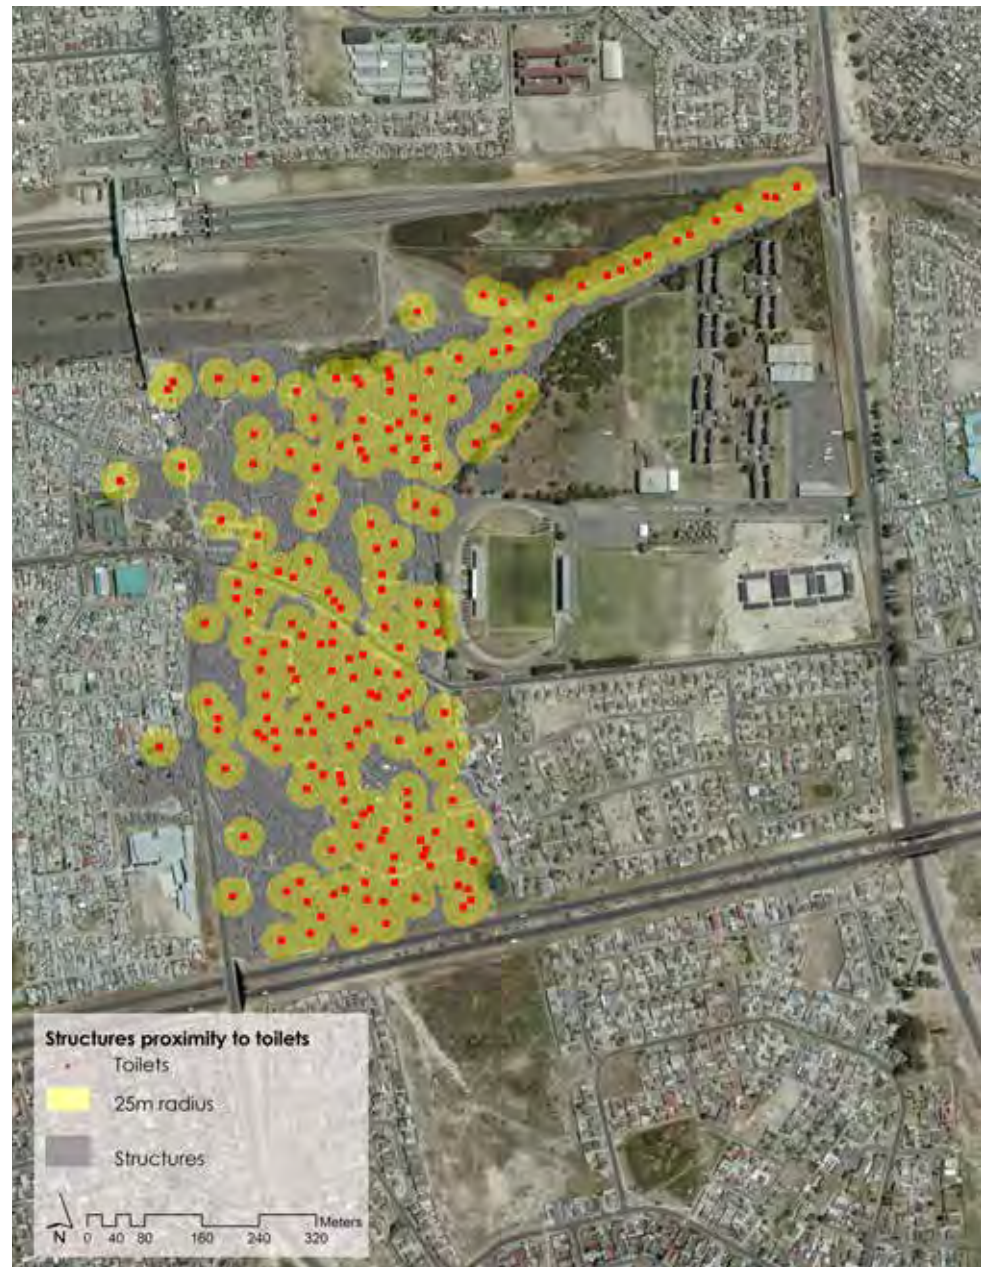 Structures proximity to toilets
Toilets
25m radius
Structures
Meters
N 0 40 80 160 240 320